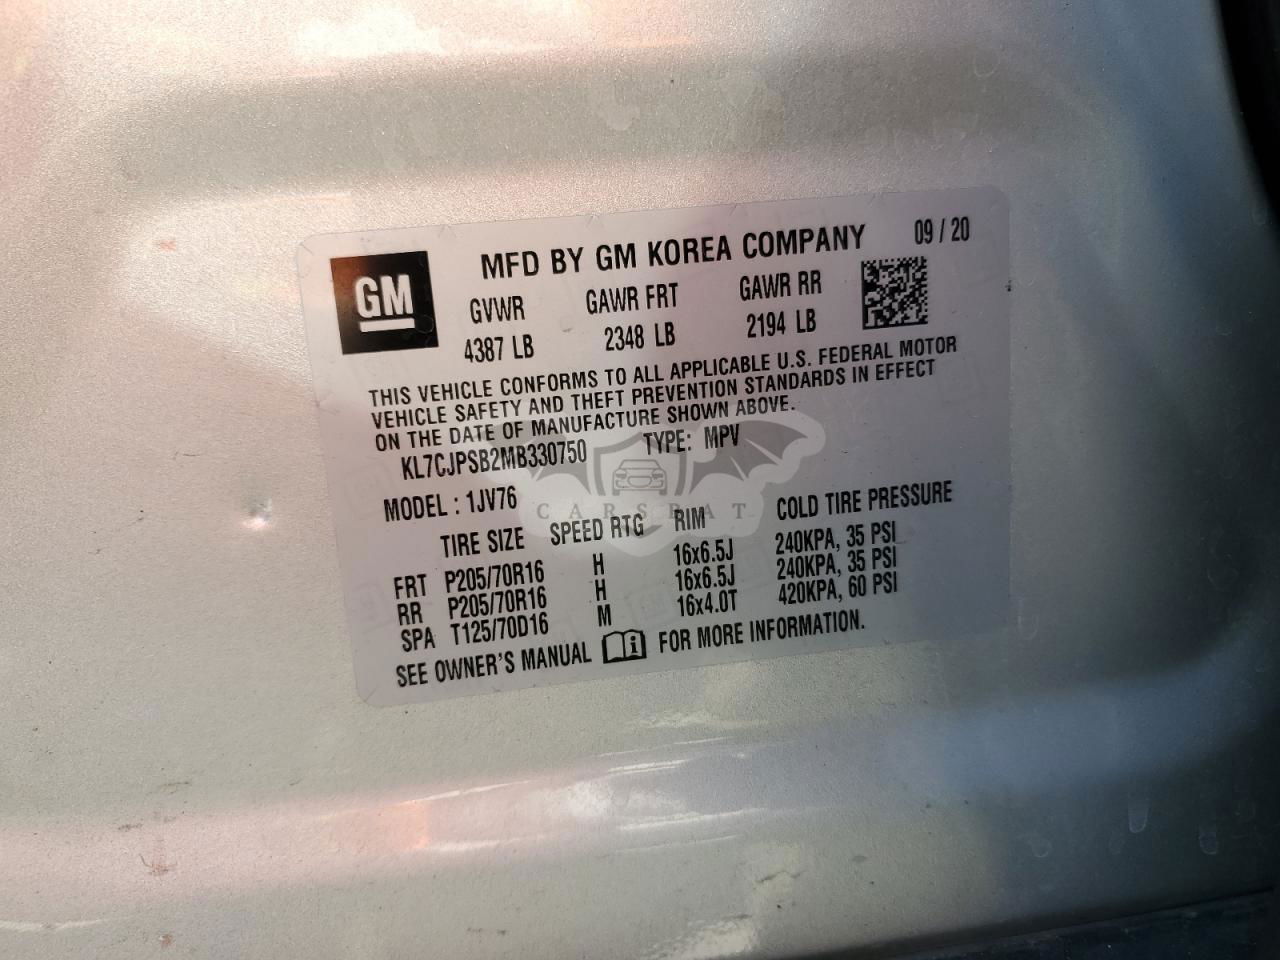 GM
MFD BY GM KOREA COMPANY 09 / 20
GVWR GAWR FRT GAWR RR
4387 LB 2348 LB 2194 LB
THIS VEHICLE CONFORMS TO ALL APPLICABLE U.S. FEDERAL MOTOR
VEHICLE SAFETY AND THEFT PREVENTION STANDARDS IN EFFECT
ON THE DATE OF MANUFACTURE SHOWN ABOVE.
KL7CJPSB2MB330750 TYPE: MPV
MODEL : 1JV76
CARSBAT
TIRE SIZE SPEED RTG RIM COLD TIRE PRESSURE
FRT P205/70R16 H 16x6.5J 240KPA, 35 PSI
RR P205/70R16 H 16x6.5J 240KPA, 35 PSI
SPA T125/70D16 M 16x4.0T 420KPA, 60 PSI
SEE OWNER'S MANUAL i FOR MORE INFORMATION.